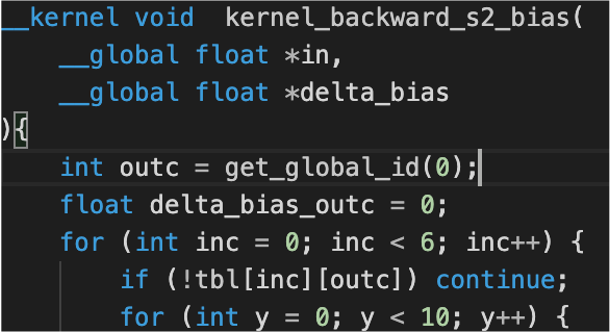 __kernel void  kernel_backward_s2_bias(
    __global float *in,
    __global float *delta_bias
){
    int outc = get_global_id(0);
    float delta_bias_outc = 0;
    for (int inc = 0; inc < 6; inc++) {
        if (!tbl[inc][outc]) continue;
        for (int y = 0; y < 10; y++) {